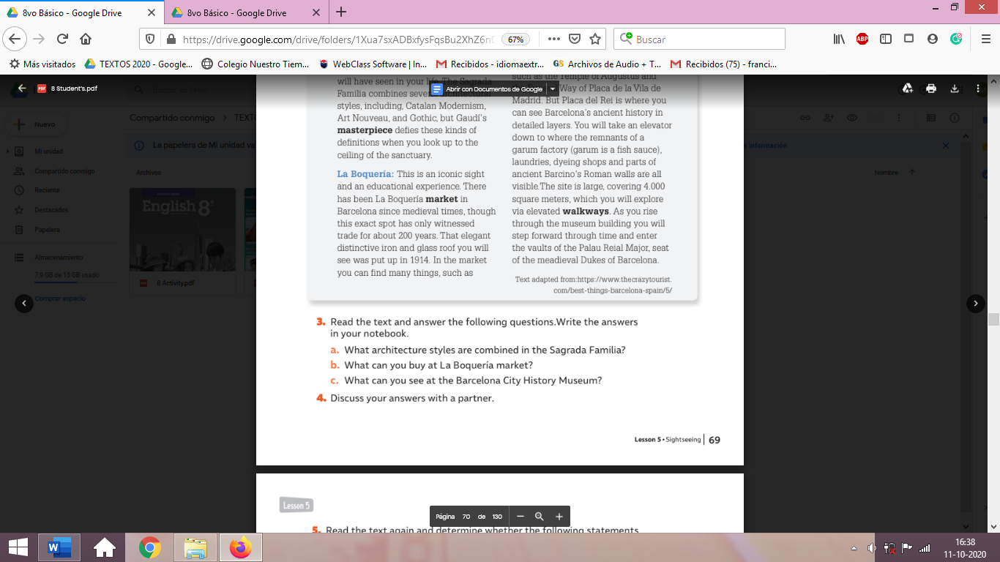 8vo Básico - Google Drive
8vo Básico - Google Drive
https://drive.google.com/drive/folders/1Xua7sxADBxfysFqsBu2XhZ6nD
67%
Buscar
ABP
Más visitados
TEXTOS 2020 - Google...
Colegio Nuestro Tiem...
WebClass Software | In...
Recibidos - idiomaextr...
GS Archivos de Audio + T...
Recibidos (75) - franci...
PDF 8 Student's.pdf
Buscar en Drive
Abrir con Documentos de Google
Nuevo
Mi unidad
Compartido conmigo
Reciente
Destacados
Papelera
Almacenamiento
7,9 GB de 15 GB usado
Comprar espacio
Compartido conmigo
La papelera de Mi unidad va
información
Archivos
Nombre
English 8°
8 Activity.pdf
will have seen in your life. The Sagrada
Familia combines several architectural
styles, including, Catalan Modernism,
Art Nouveau, and Gothic, but Gaudí's
masterpiece defies these kinds of
definitions when you look up to the
ceiling of the sanctuary.
La Boquería: This is an iconic sight
and an educational experience. There
has been La Boquería market in
Barcelona since medieval times, though
this exact spot has only witnessed
trade for about 200 years. That elegant
distinctive iron and glass roof you will
see was put up in 1914. In the market
you can find many things, such as
such as the Temple of Augustus and
Way of Placa de la Vila de
Madrid. But Placa del Rei is where you
can see Barcelona's ancient history in
detailed layers. You will take an elevator
down to where the remnants of a
garum factory (garum is a fish sauce),
laundries, dyeing shops and parts of
ancient Barcino's Roman walls are all
visible.The site is large, covering 4.000
square meters, which you will explore
via elevated walkways. As you rise
through the museum building you will
step forward through time and enter
the vaults of the Palau Reial Major, seat
of the meadieval Dukes of Barcelona.
Text adapted from:https://www.thecrazytourist.
com/best-things-barcelona-spain/5/
3. Read the text and answer the following questions.Write the answers
in your notebook.
a. What architecture styles are combined in the Sagrada Familia?
b. What can you buy at La Boquería market?
c. What can you see at the Barcelona City History Museum?
4. Discuss your answers with a partner.
Lesson 5 • Sightseeing | 69
Lesson 5
Página 70 de 130
5. Read the text again and determine whether the following statements
16:38
11-10-2020